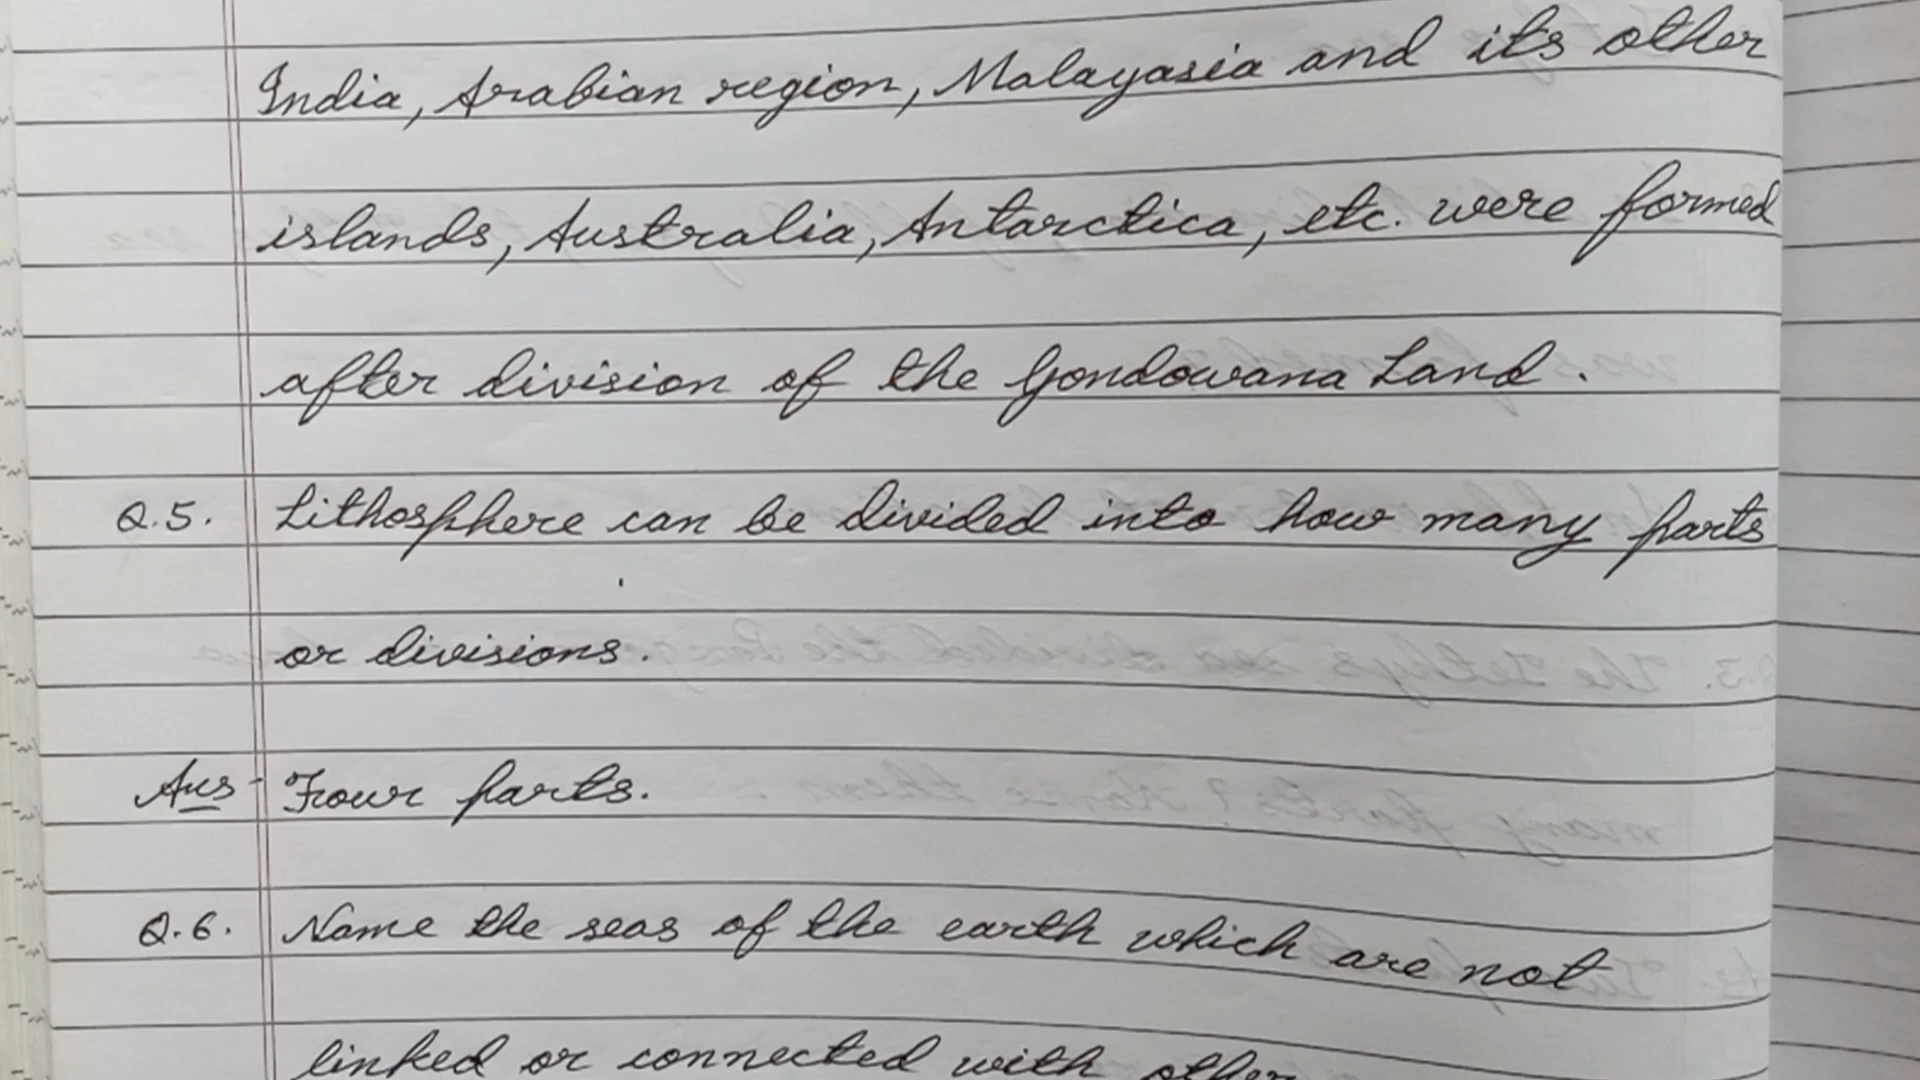 India, Arabian region, Malayasia and its other
islands, Australia, Antarctica, etc. were formed
after division of the Gondowana Land.
Q.5. Lithosphere can be divided into how many parts
or divisions.
Ans - Four parts.
Q.6. Name the seas of the earth which are not
linked or connected with other